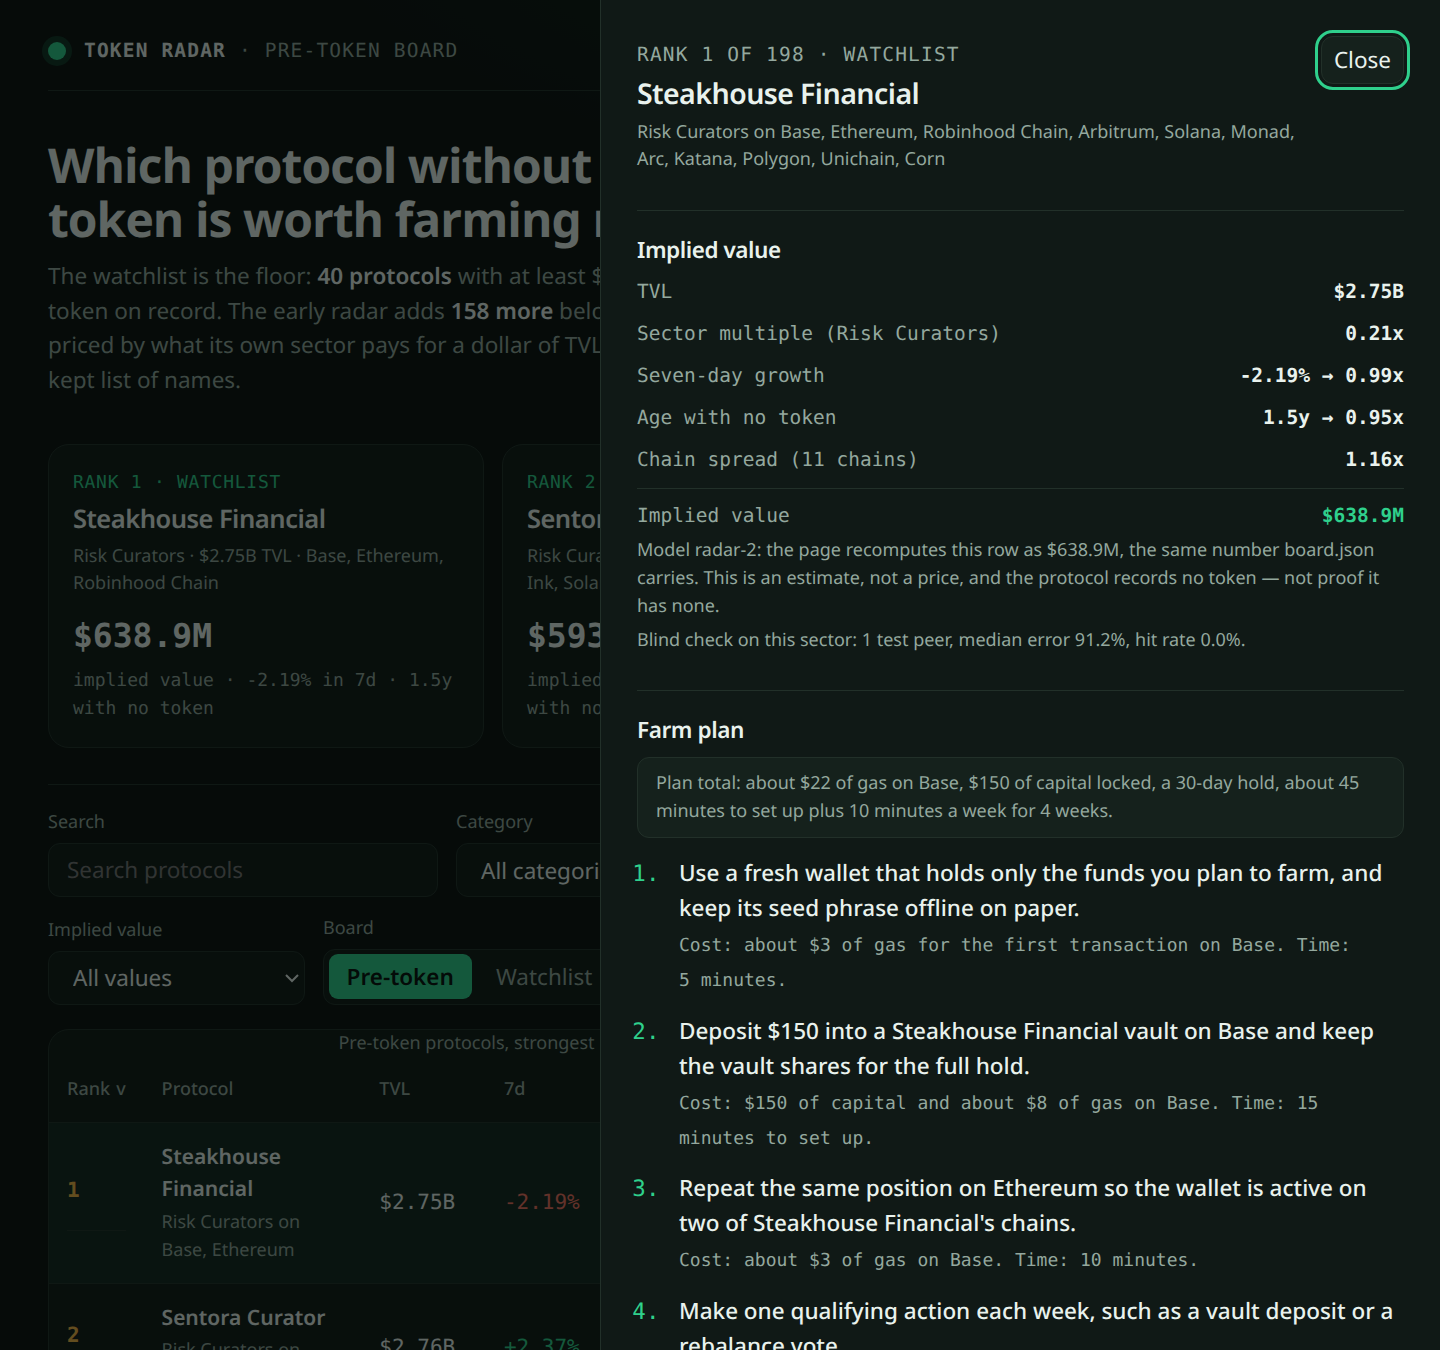 TOKEN RADAR · PRE-TOKEN BOARD
Which protocol without
token is worth farming
The watchlist is the floor: 40 protocols with at least $
token on record. The early radar adds 158 more
priced by what its own sector pays for a dollar of TVL
kept list of names.
RANK 1 · WATCHLIST
Steakhouse Financial
Risk Curators · $2.75B TVL · Base, Ethereum,
Robinhood Chain
$638.9M
implied value · -2.19% in 7d · 1.5y
with no token
RANK 2
Risk
Ink,
$593
with
Search
Search protocols
Category
All
Implied value
All values
Board
Pre-token
Watchlist
Pre-token protocols, strongest
Rank v
Protocol
TVL
7d
1
Steakhouse
Financial
Risk Curators on
Base, Ethereum
$2.75B
-2.19%
2
Sentora Curator
Risk Curators on
$2.76B
+2.37%
RANK 1 OF 198 · WATCHLIST
Close
Steakhouse Financial
Risk Curators on Base, Ethereum, Robinhood Chain, Arbitrum, Solana, Monad,
Arc, Katana, Polygon, Unichain, Corn
Implied value
TVL $2.75B
Sector multiple (Risk Curators) 0.21x
Seven-day growth -2.19% → 0.99x
Age with no token 1.5y → 0.95x
Chain spread (11 chains) 1.16x
Implied value $638.9M
Model radar-2: the page recomputes this row as $638.9M, the same number board.json
carries. This is an estimate, not a price, and the protocol records no token — not proof it
has none.
Blind check on this sector: 1 test peer, median error 91.2%, hit rate 0.0%.
Farm plan
Plan total: about $22 of gas on Base, $150 of capital locked, a 30-day hold, about 45
minutes to set up plus 10 minutes a week for 4 weeks.
1. Use a fresh wallet that holds only the funds you plan to farm, and
keep its seed phrase offline on paper.
Cost: about $3 of gas for the first transaction on Base. Time:
5 minutes.
2. Deposit $150 into a Steakhouse Financial vault on Base and keep
the vault shares for the full hold.
Cost: $150 of capital and about $8 of gas on Base. Time: 15
minutes to set up.
3. Repeat the same position on Ethereum so the wallet is active on
two of Steakhouse Financial's chains.
Cost: about $3 of gas on Base. Time: 10 minutes.
4. Make one qualifying action each week, such as a vault deposit or a
rebalance vote